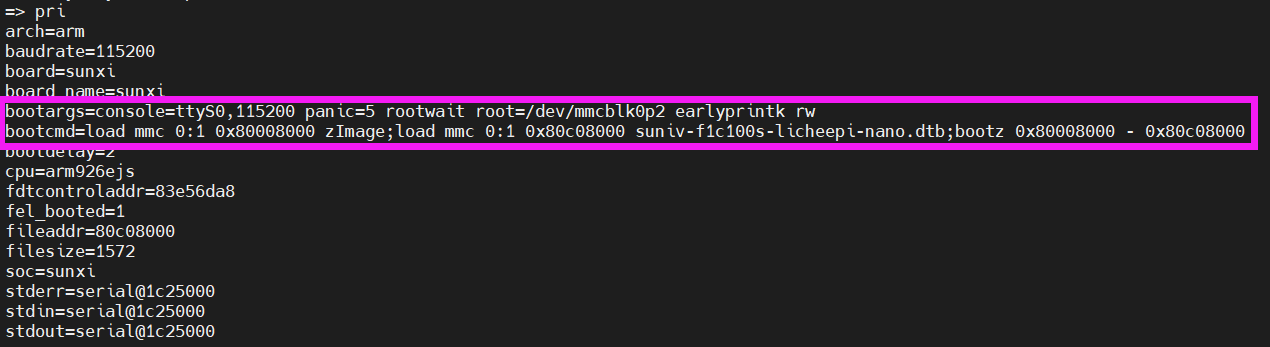 => pri
arch=arm
baudrate=115200
board=sunxi
board_name=sunxi
bootargs=console=ttyS0,115200 panic=5 rootwait root=/dev/mmcblk0p2 earlyprintk rw
bootcmd=load mmc 0:1 0x80008000 zImage;load mmc 0:1 0x80c08000 suniv-f1c100s-licheepi-nano.dtb;bootz 0x80008000 - 0x80c08000
bootdelay=2
cpu=arm926ejs
fdtcontroladdr=83e56da8
fel_booted=1
fileaddr=80c08000
filesize=1572
soc=sunxi
stderr=serial@1c25000
stdin=serial@1c25000
stdout=serial@1c25000